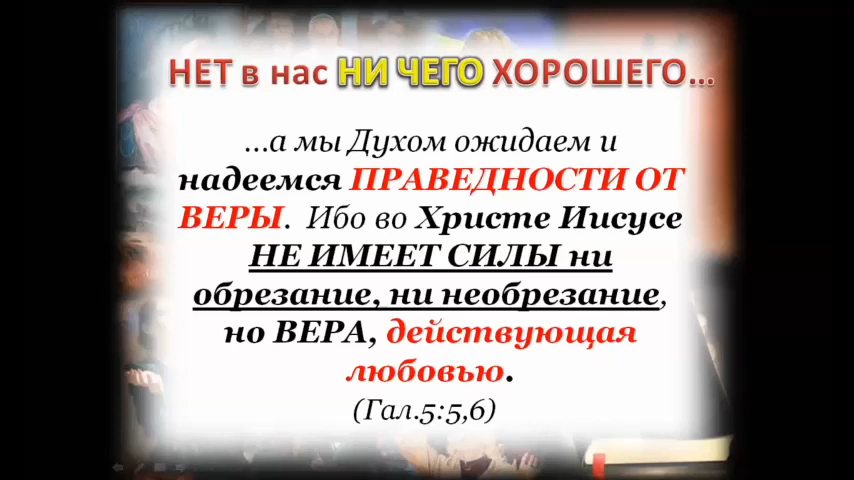 НЕТ в нас НИ ЧЕГО ХОРОШЕГО...
...а мы Духом ожидаем и
надеемся ПРАВЕДНОСТИ ОТ
ВЕРЫ. Ибо во Христе Иисусе
НЕ ИМЕЕТ СИЛЫ ни
обрезание, ни необрезание,
но ВЕРА, действующая
любовью.
(Гал.5:5,6)